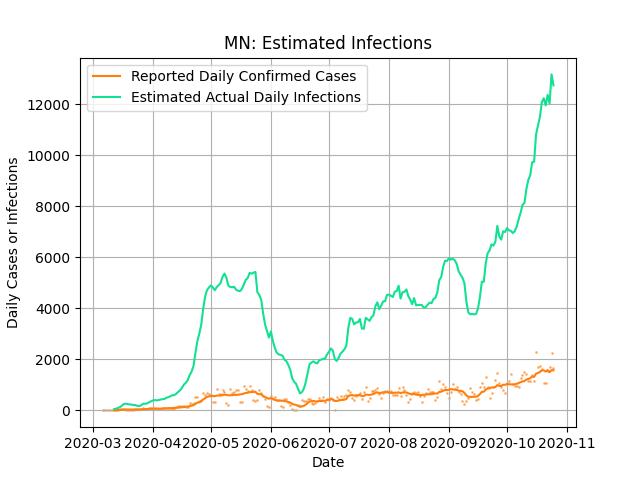 MN: Estimated Infections
Reported Daily Confirmed Cases
Estimated Actual Daily Infections
Daily Cases or Infections
12000
10000
8000
6000
4000
2000
0
2020-03 2020-04 2020-05 2020-06 2020-07 2020-08 2020-09 2020-10 2020-11
Date